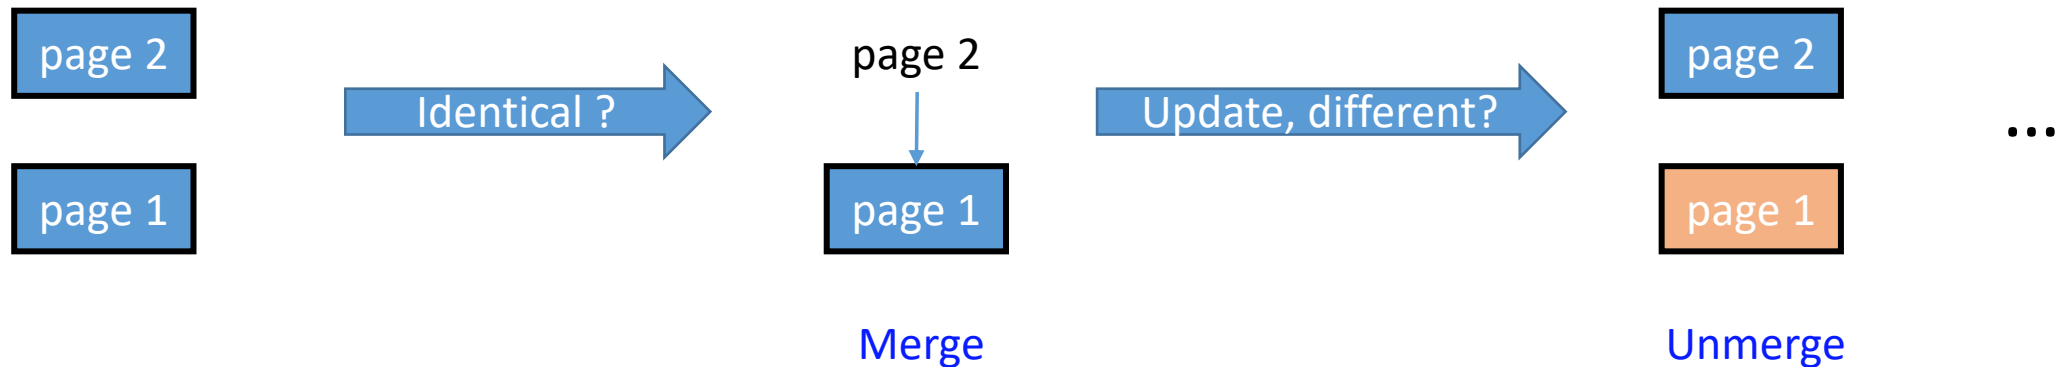 page 2
page 1
Identical ?
page 2
page 1
Merge
Update, different?
page 2
page 1
Unmerge
...